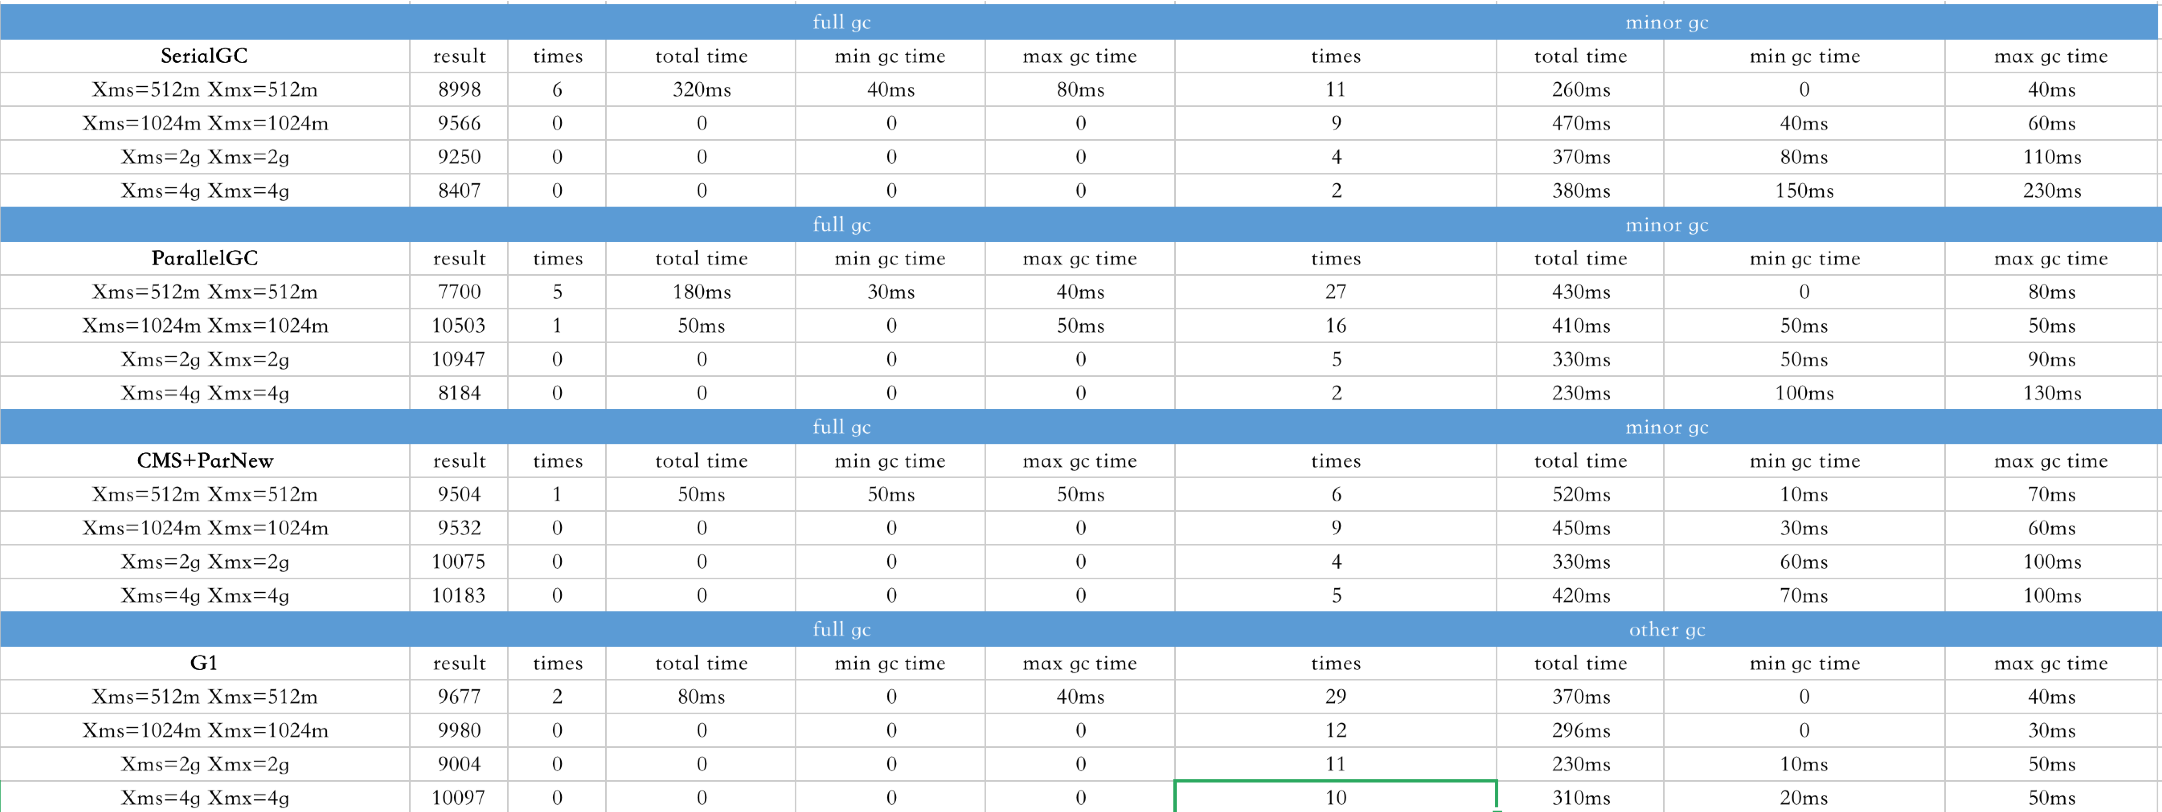 full gc minor gc
SerialGC result times total time min gc time max gc time times total time min gc time max gc time
Xms=512m Xmx=512m 8998 6 320ms 40ms 80ms 11 260ms 0 40ms
Xms=1024m Xmx=1024m 9566 0 0 0 0 9 470ms 40ms 60ms
Xms=2g Xmx=2g 9250 0 0 0 0 4 370ms 80ms 110ms
Xms=4g Xmx=4g 8407 0 0 0 0 2 380ms 150ms 230ms
full gc minor gc
ParallelGC result times total time min gc time max gc time times total time min gc time max gc time
Xms=512m Xmx=512m 7700 5 180ms 30ms 40ms 27 430ms 0 80ms
Xms=1024m Xmx=1024m 10503 1 50ms 0 50ms 16 410ms 50ms 50ms
Xms=2g Xmx=2g 10947 0 0 0 0 5 330ms 50ms 90ms
Xms=4g Xmx=4g 8184 0 0 0 0 2 230ms 100ms 130ms
full gc minor gc
CMS+ParNew result times total time min gc time max gc time times total time min gc time max gc time
Xms=512m Xmx=512m 9504 1 50ms 50ms 50ms 6 520ms 10ms 70ms
Xms=1024m Xmx=1024m 9532 0 0 0 0 9 450ms 30ms 60ms
Xms=2g Xmx=2g 10075 0 0 0 0 4 330ms 60ms 100ms
Xms=4g Xmx=4g 10183 0 0 0 0 5 420ms 70ms 100ms
full gc other gc
G1 result times total time min gc time max gc time times total time min gc time max gc time
Xms=512m Xmx=512m 9677 2 80ms 0 40ms 29 370ms 0 40ms
Xms=1024m Xmx=1024m 9980 0 0 0 0 12 296ms 0 30ms
Xms=2g Xmx=2g 9004 0 0 0 0 11 230ms 10ms 50ms
Xms=4g Xmx=4g 10097 0 0 0 0 10 310ms 20ms 50ms